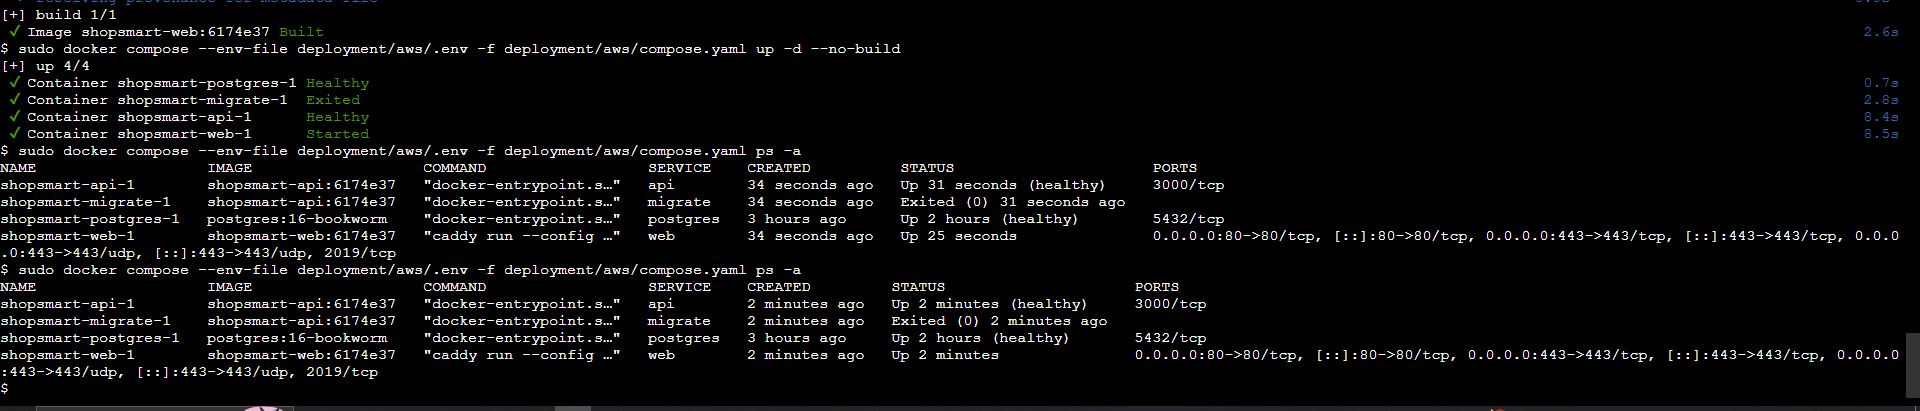 [+] build 1/1
✓ Image shopsmart-web:6174e37 Built 2.6s
$ sudo docker compose --env-file deployment/aws/.env -f deployment/aws/compose.yaml up -d --no-build
[+] up 4/4
✓ Container shopsmart-postgres-1 Healthy 0.7s
✓ Container shopsmart-migrate-1 Exited 2.8s
✓ Container shopsmart-api-1 Healthy 8.4s
✓ Container shopsmart-web-1 Started 8.5s
$ sudo docker compose --env-file deployment/aws/.env -f deployment/aws/compose.yaml ps -a
NAME IMAGE COMMAND SERVICE CREATED STATUS PORTS
shopsmart-api-1 shopsmart-api:6174e37 "docker-entrypoint.s…" api 34 seconds ago Up 31 seconds (healthy) 3000/tcp
shopsmart-migrate-1 shopsmart-api:6174e37 "docker-entrypoint.s…" migrate 34 seconds ago Exited (0) 31 seconds ago
shopsmart-postgres-1 postgres:16-bookworm "docker-entrypoint.s…" postgres 3 hours ago Up 2 hours (healthy) 5432/tcp
shopsmart-web-1 shopsmart-web:6174e37 "caddy run --config …" web 34 seconds ago Up 25 seconds 0.0.0.0:80->80/tcp, [::]:80->80/tcp, 0.0.0.0:443->443/tcp, [::]:443->443/tcp, 0.0.0
.0:443->443/udp, [::]:443->443/udp, 2019/tcp
$ sudo docker compose --env-file deployment/aws/.env -f deployment/aws/compose.yaml ps -a
NAME IMAGE COMMAND SERVICE CREATED STATUS PORTS
shopsmart-api-1 shopsmart-api:6174e37 "docker-entrypoint.s…" api 2 minutes ago Up 2 minutes (healthy) 3000/tcp
shopsmart-migrate-1 shopsmart-api:6174e37 "docker-entrypoint.s…" migrate 2 minutes ago Exited (0) 2 minutes ago
shopsmart-postgres-1 postgres:16-bookworm "docker-entrypoint.s…" postgres 3 hours ago Up 2 hours (healthy) 5432/tcp
shopsmart-web-1 shopsmart-web:6174e37 "caddy run --config …" web 2 minutes ago Up 2 minutes 0.0.0.0:80->80/tcp, [::]:80->80/tcp, 0.0.0.0:443->443/tcp, [::]:443->443/tcp, 0.0.0.0
:443->443/udp, [::]:443->443/udp, 2019/tcp
$